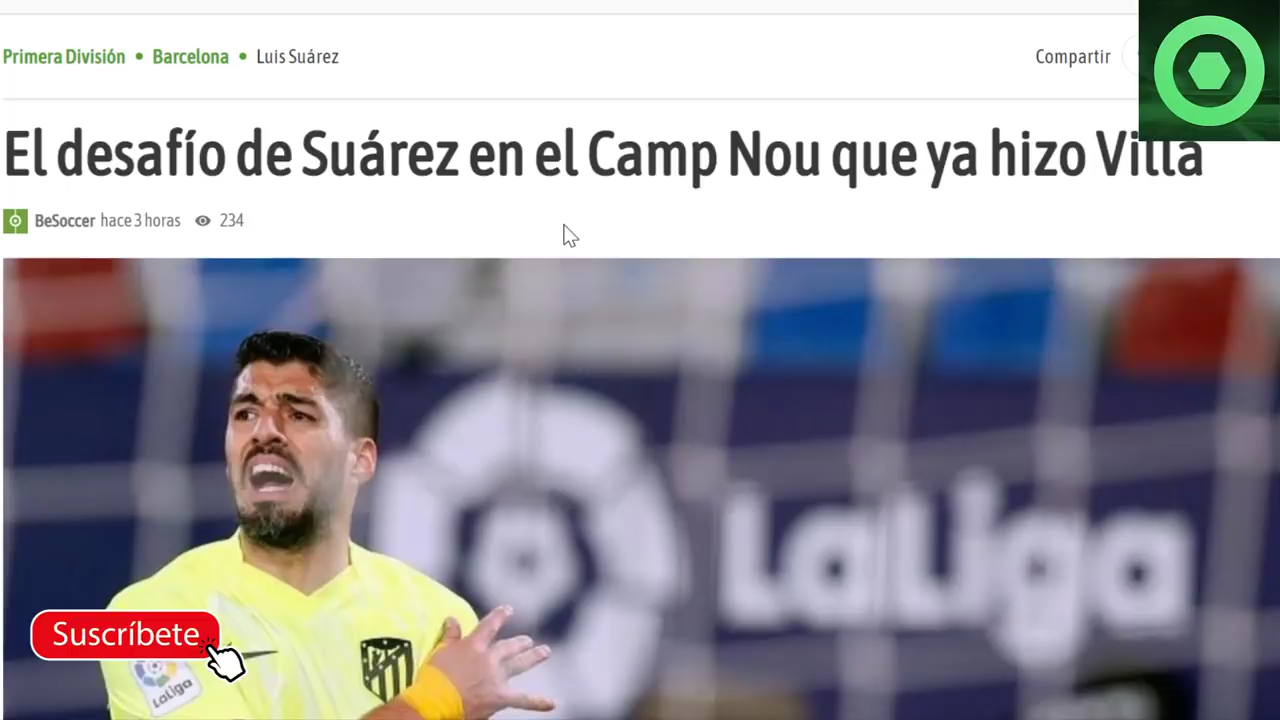 Primera División • Barcelona • Luis Suárez
Compartir
El desafío de Suárez en el Camp Nou que ya hizo Villa
BeSoccer hace 3 horas 234
LaLiga
Suscríbete
LaLiga